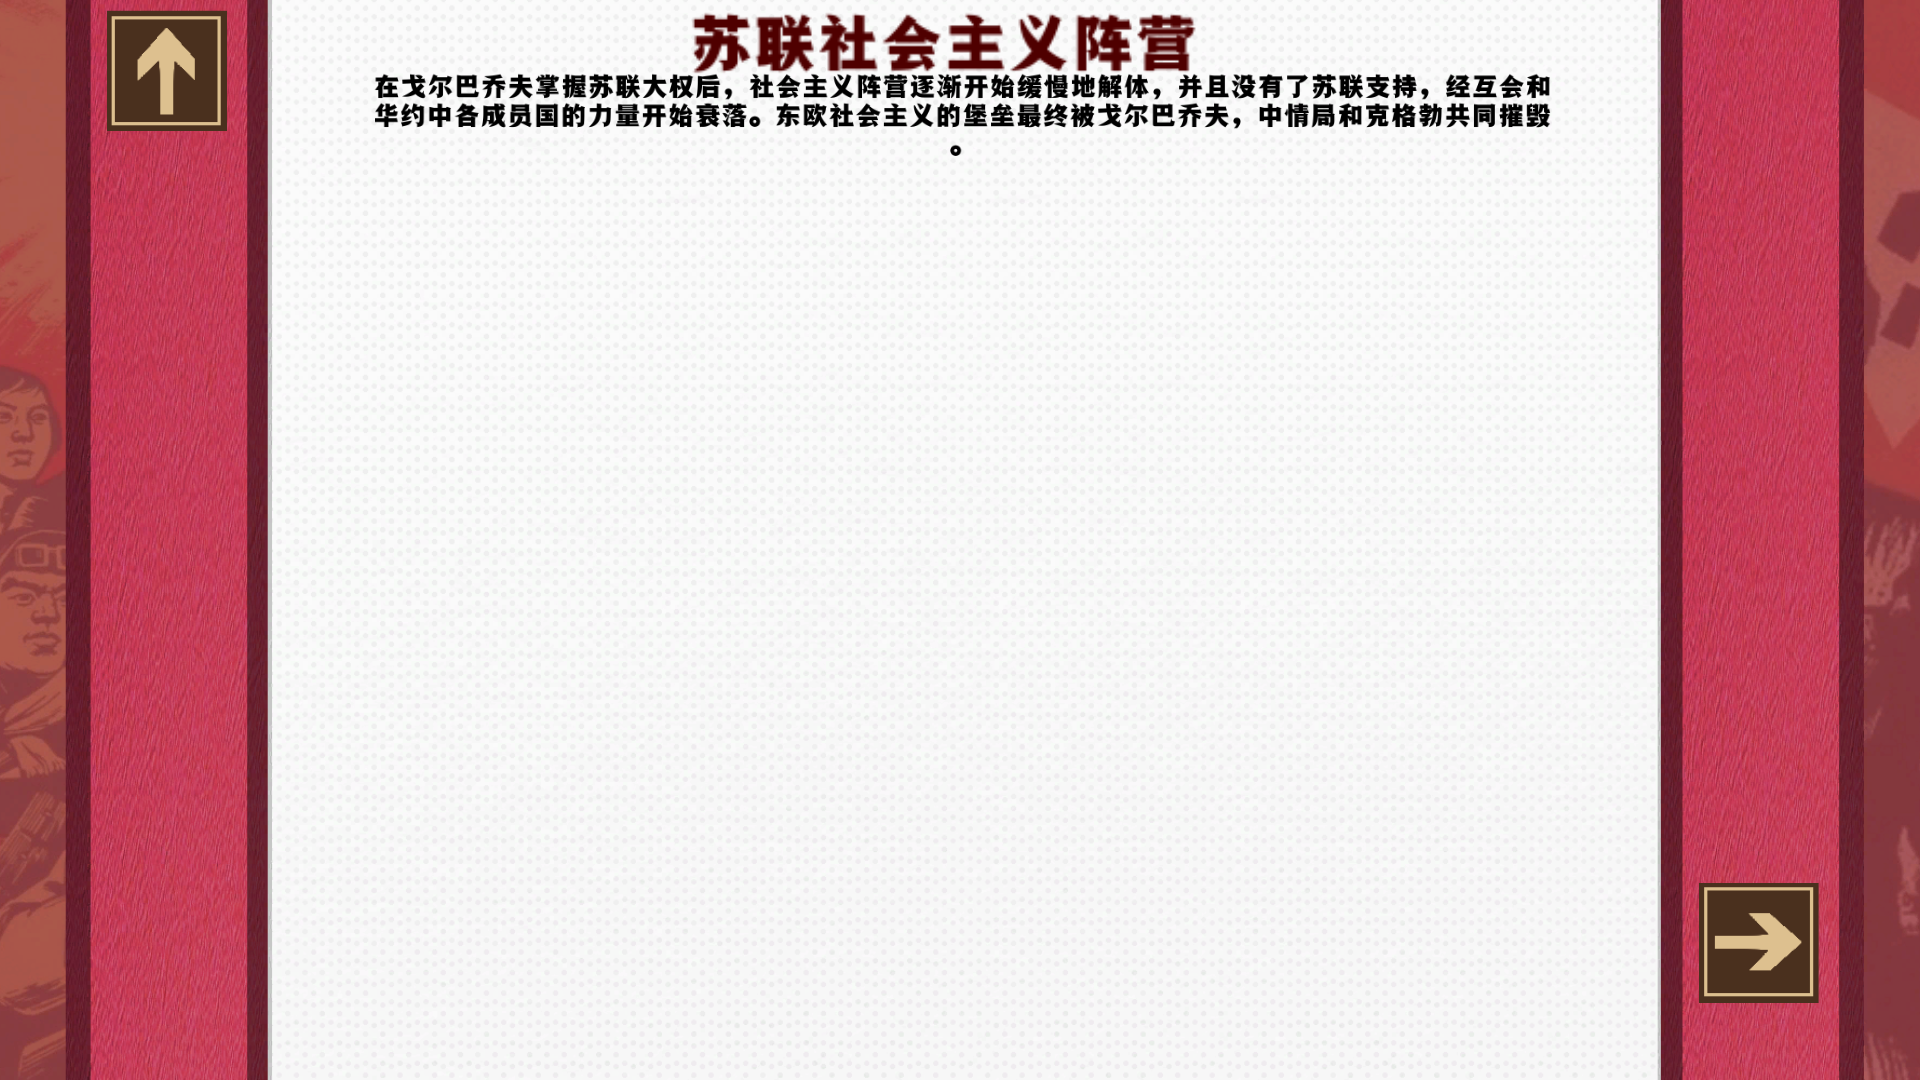 苏联社会主义阵营
在戈尔巴乔夫掌握苏联大权后，社会主义阵营逐渐开始缓慢地解体，并且没有了苏联支持，经互会和
华约中各成员国的力量开始衰落。东欧社会主义的堡垒最终被戈尔巴乔夫，中情局和克格勃共同摧毁
。